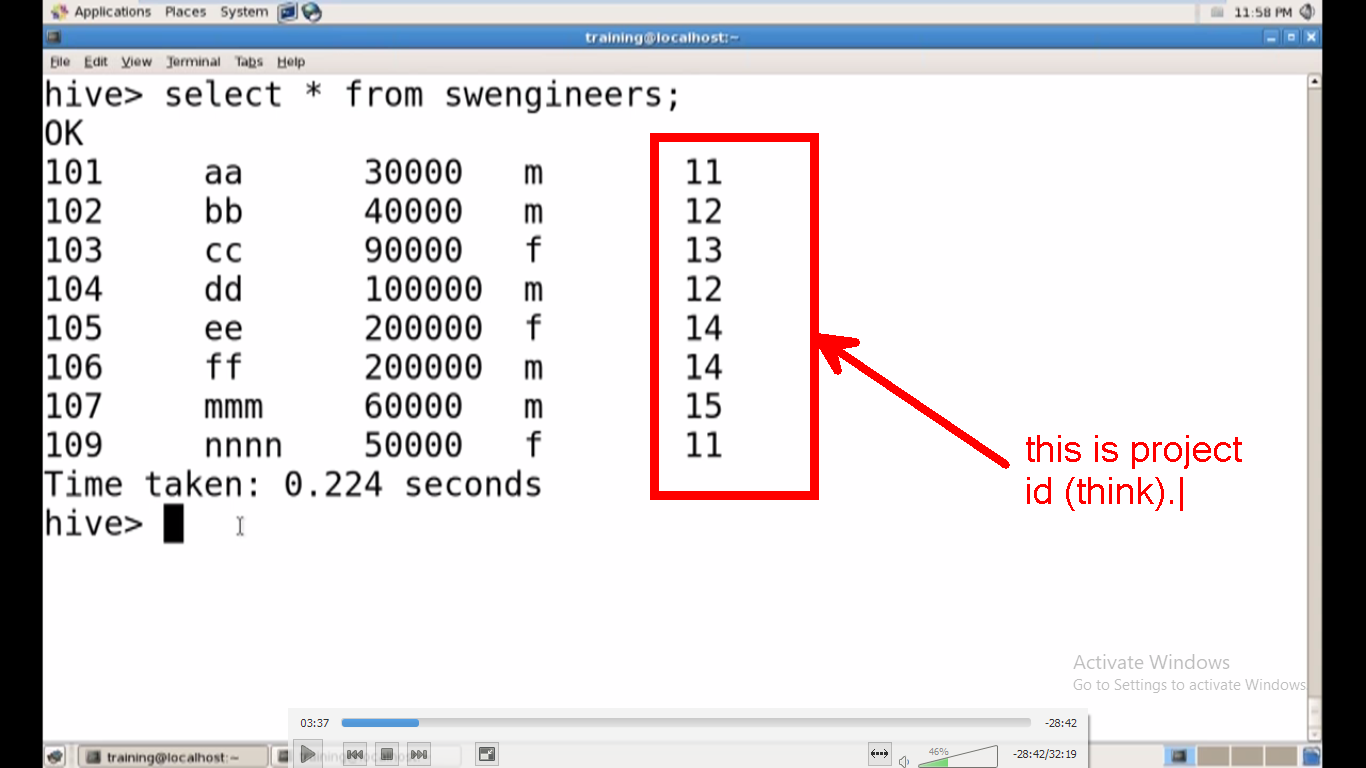 Applications Places System 11:58 PM
training@localhost:~
File Edit View Terminal Tabs Help
hive> select * from swengineers;
OK
101 aa 30000 m 11
102 bb 40000 m 12
103 cc 90000 f 13
104 dd 100000 m 12
105 ee 200000 f 14
106 ff 200000 m 14
107 mmm 60000 m 15
109 nnnn 50000 f 11
Time taken: 0.224 seconds
hive>
this is project
id (think).|
Activate Windows
Go to Settings to activate Windows
03:37 -28:42
46% -28:42/32:19
training@localhost:~